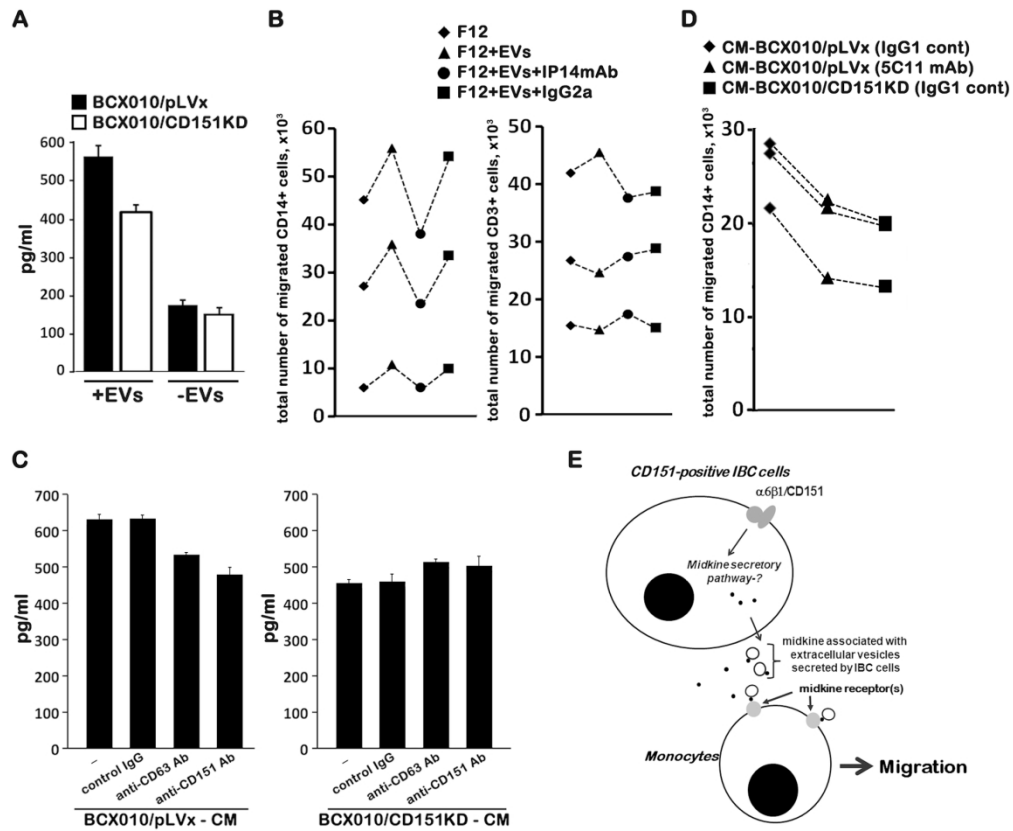 A
BCX010/pLVx
BCX010/CD151KD
pg/ml
600
500
400
300
200
100
0
+EVs
-EVs
B
F12
F12+EVs
F12+EVs+IP14mAb
F12+EVs+IgG2a
total number of migrated CD14+ cells, x10³
60
50
40
30
20
10
0
total number of migrated CD3+ cells, x10³
50
40
30
20
10
0
D
CM-BCX010/pLVx (IgG1 cont)
CM-BCX010/pLVx (5C11 mAb)
CM-BCX010/CD151KD (IgG1 cont)
total number of migrated CD14+ cells, x10³
30
20
10
0
C
pg/ml
700
600
500
400
300
200
100
0
–
control IgG
anti-CD63 Ab
anti-CD151 Ab
BCX010/pLVx - CM
pg/ml
700
600
500
400
300
200
100
0
–
control IgG
anti-CD63 Ab
anti-CD151 Ab
BCX010/CD151KD - CM
E
CD151-positive IBC cells
α6β1/CD151
Midkine secretory
pathway-?
midkine associated with
extracellular vesicles
secreted by IBC cells
midkine receptor(s)
Monocytes
Migration